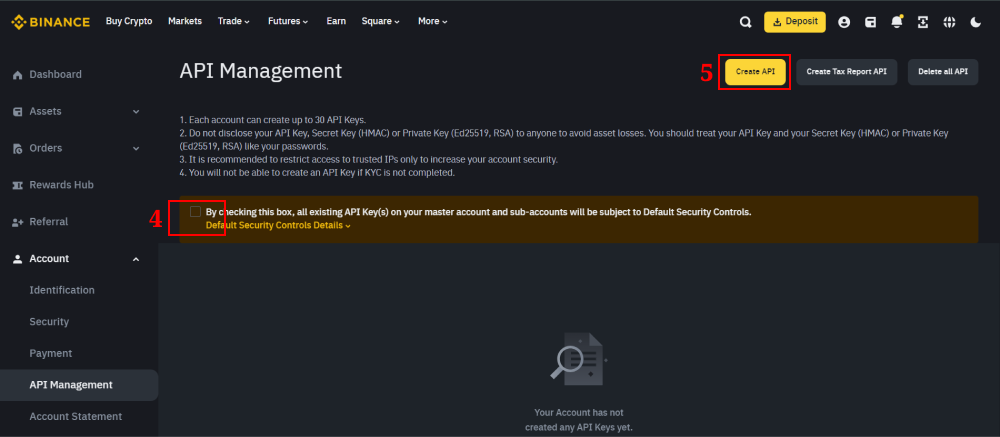 BINANCE Buy Crypto Markets Trade Futures Earn Square More Deposit
Dashboard
Assets
Orders
Rewards Hub
Referral
Account
Identification
Security
Payment
API Management
Account Statement
API Management
5 Create API Create Tax Report API Delete all API
1. Each account can create up to 30 API Keys.
2. Do not disclose your API Key, Secret Key (HMAC) or Private Key (Ed25519, RSA) to anyone to avoid asset losses. You should treat your API Key and your Secret Key (HMAC) or Private Key
(Ed25519, RSA) like your passwords.
3. It is recommended to restrict access to trusted IPs only to increase your account security.
4. You will not be able to create an API Key if KYC is not completed.
4 By checking this box, all existing API Key(s) on your master account and sub-accounts will be subject to Default Security Controls.
Default Security Controls Details
Your Account has not
created any API Keys yet.